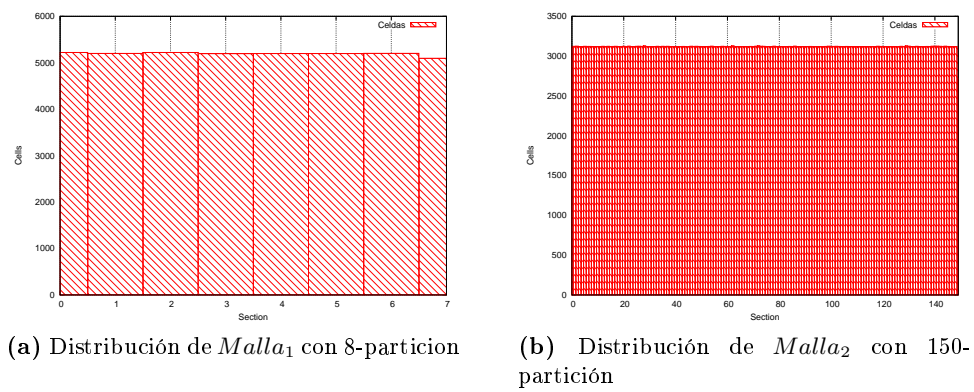 6000
5000
4000
3000
2000
1000
0
Cells
Celdas
0 1 2 3 4 5 6 7
Section
(a) Distribución de Malla₁ con 8-particion
3500
3000
2500
2000
1500
1000
500
0
Cells
Celdas
0 20 40 60 80 100 120 140
Section
(b) Distribución de Malla₂ con 150-
partición